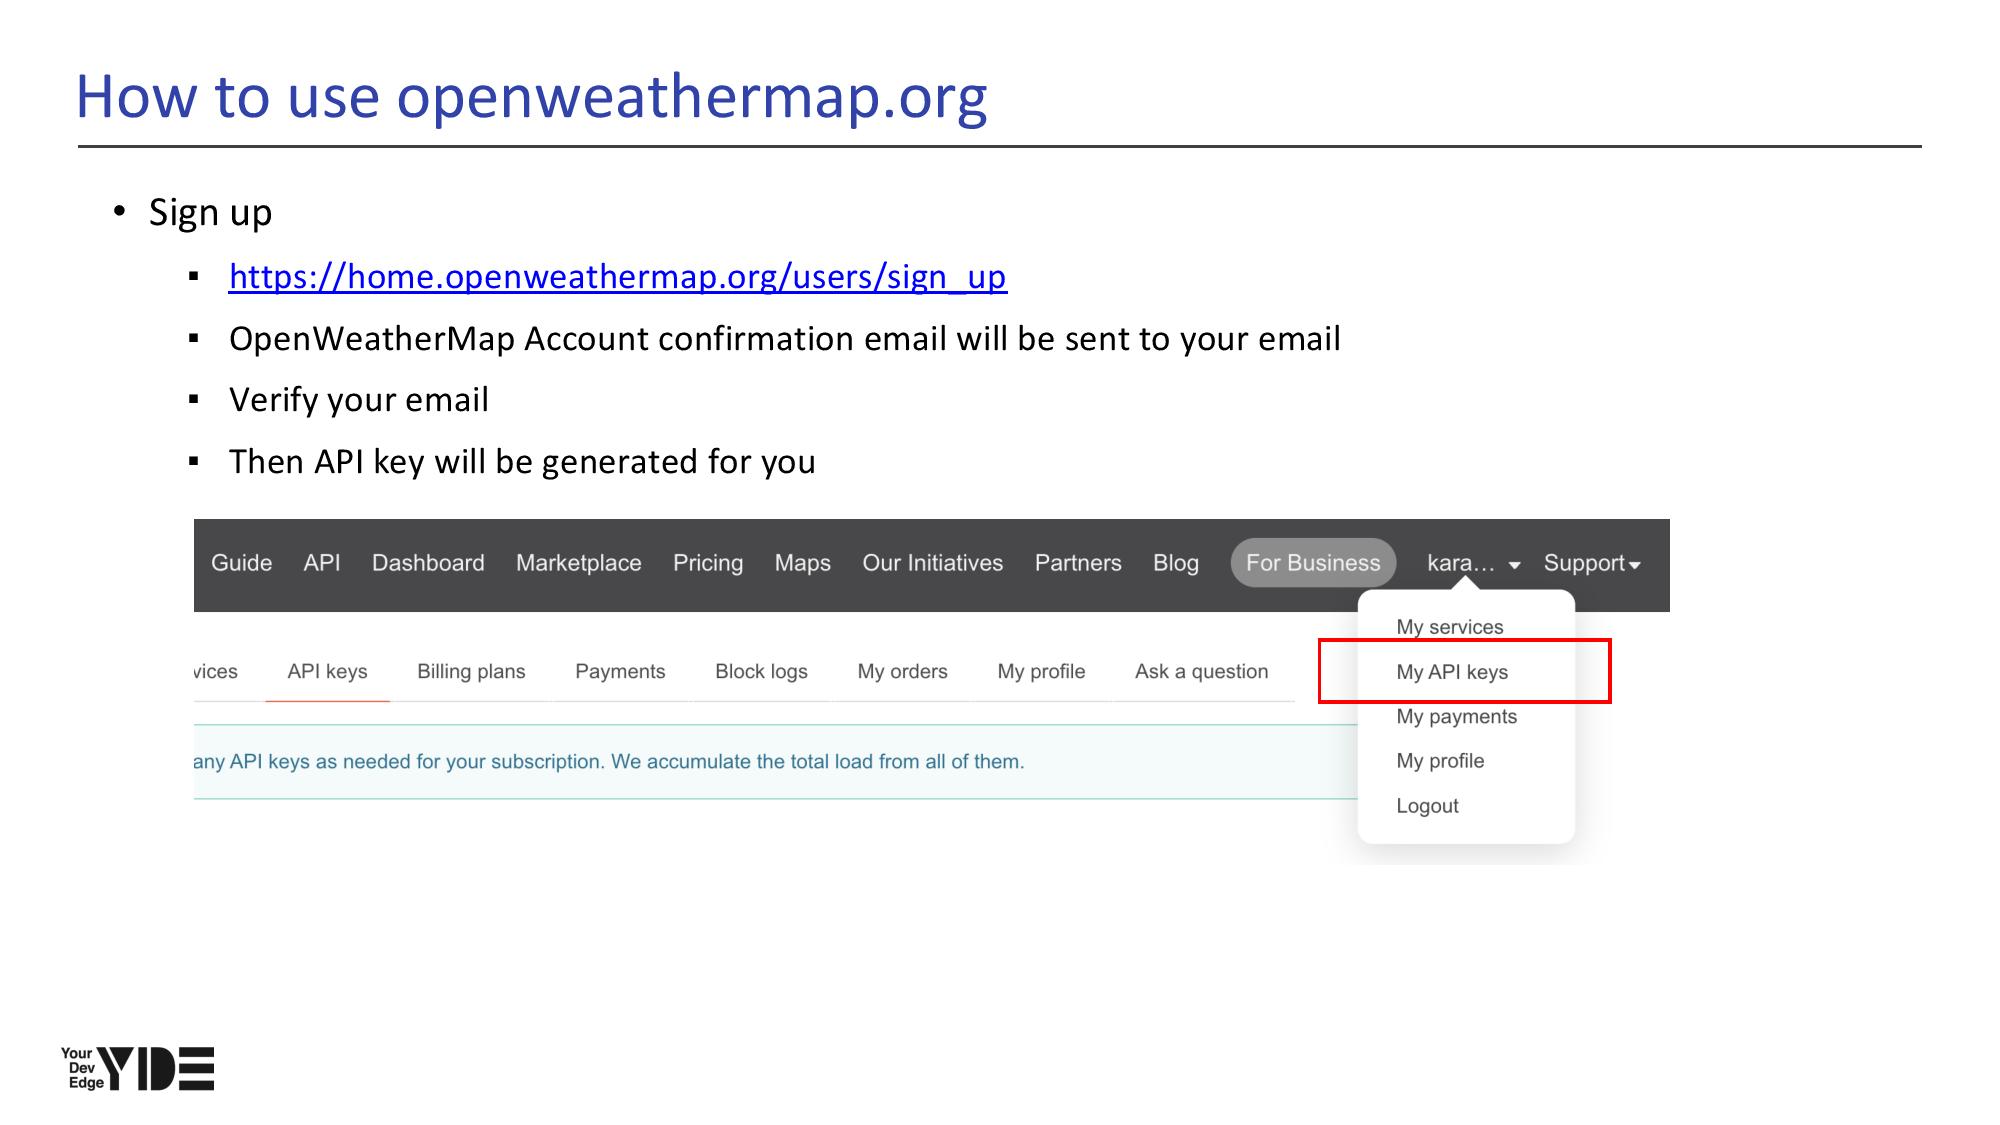 How to use openweathermap.org
• Sign up
▪ https://home.openweathermap.org/users/sign_up
▪ OpenWeatherMap Account confirmation email will be sent to your email
▪ Verify your email
▪ Then API key will be generated for you
Guide API Dashboard Marketplace Pricing Maps Our Initiatives Partners Blog For Business kara... Support
My services
vices API keys Billing plans Payments Block logs My orders My profile Ask a question My API keys
My payments
any API keys as needed for your subscription. We accumulate the total load from all of them. My profile
Logout
Your
Dev
Edge YDE